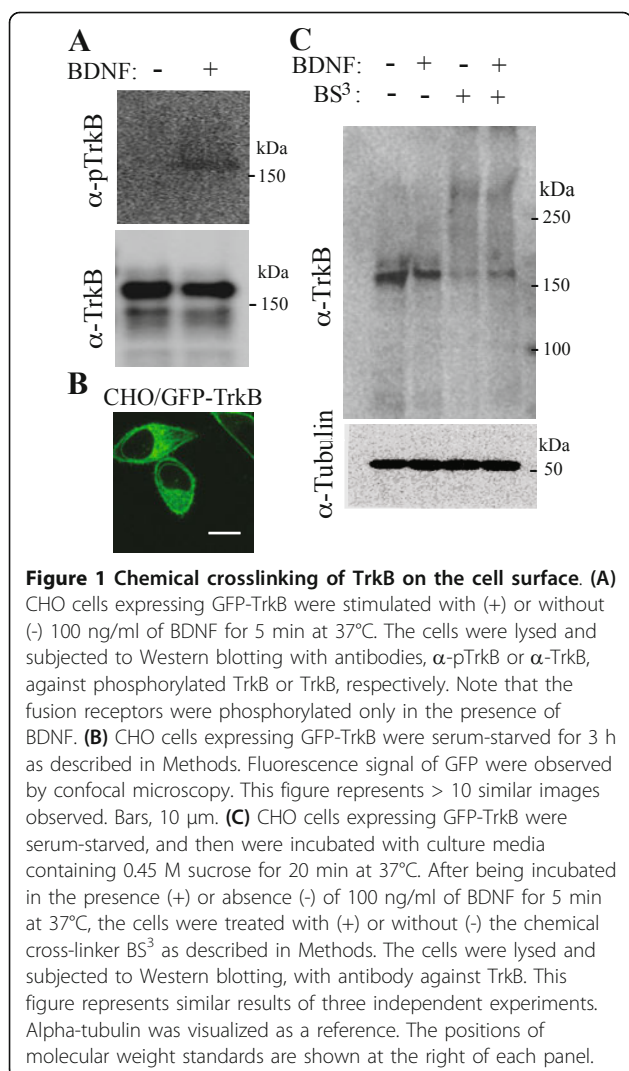 A
BDNF: - +
α-pTrkB
kDa
- 150
α-TrkB
kDa
- 150
B
CHO/GFP-TrkB
C
BDNF: - + - +
BS³ : - - + +
α-TrkB
kDa
- 250
- 150
- 100
α-Tubulin
kDa
- 50
Figure 1 Chemical crosslinking of TrkB on the cell surface. (A)
CHO cells expressing GFP-TrkB were stimulated with (+) or without
(-) 100 ng/ml of BDNF for 5 min at 37°C. The cells were lysed and
subjected to Western blotting with antibodies, α-pTrkB or α-TrkB,
against phosphorylated TrkB or TrkB, respectively. Note that the
fusion receptors were phosphorylated only in the presence of
BDNF. (B) CHO cells expressing GFP-TrkB were serum-starved for 3 h
as described in Methods. Fluorescence signal of GFP were observed
by confocal microscopy. This figure represents > 10 similar images
observed. Bars, 10 μm. (C) CHO cells expressing GFP-TrkB were
serum-starved, and then were incubated with culture media
containing 0.45 M sucrose for 20 min at 37°C. After being incubated
in the presence (+) or absence (-) of 100 ng/ml of BDNF for 5 min
at 37°C, the cells were treated with (+) or without (-) the chemical
cross-linker BS³ as described in Methods. The cells were lysed and
subjected to Western blotting, with antibody against TrkB. This
figure represents similar results of three independent experiments.
Alpha-tubulin was visualized as a reference. The positions of
molecular weight standards are shown at the right of each panel.